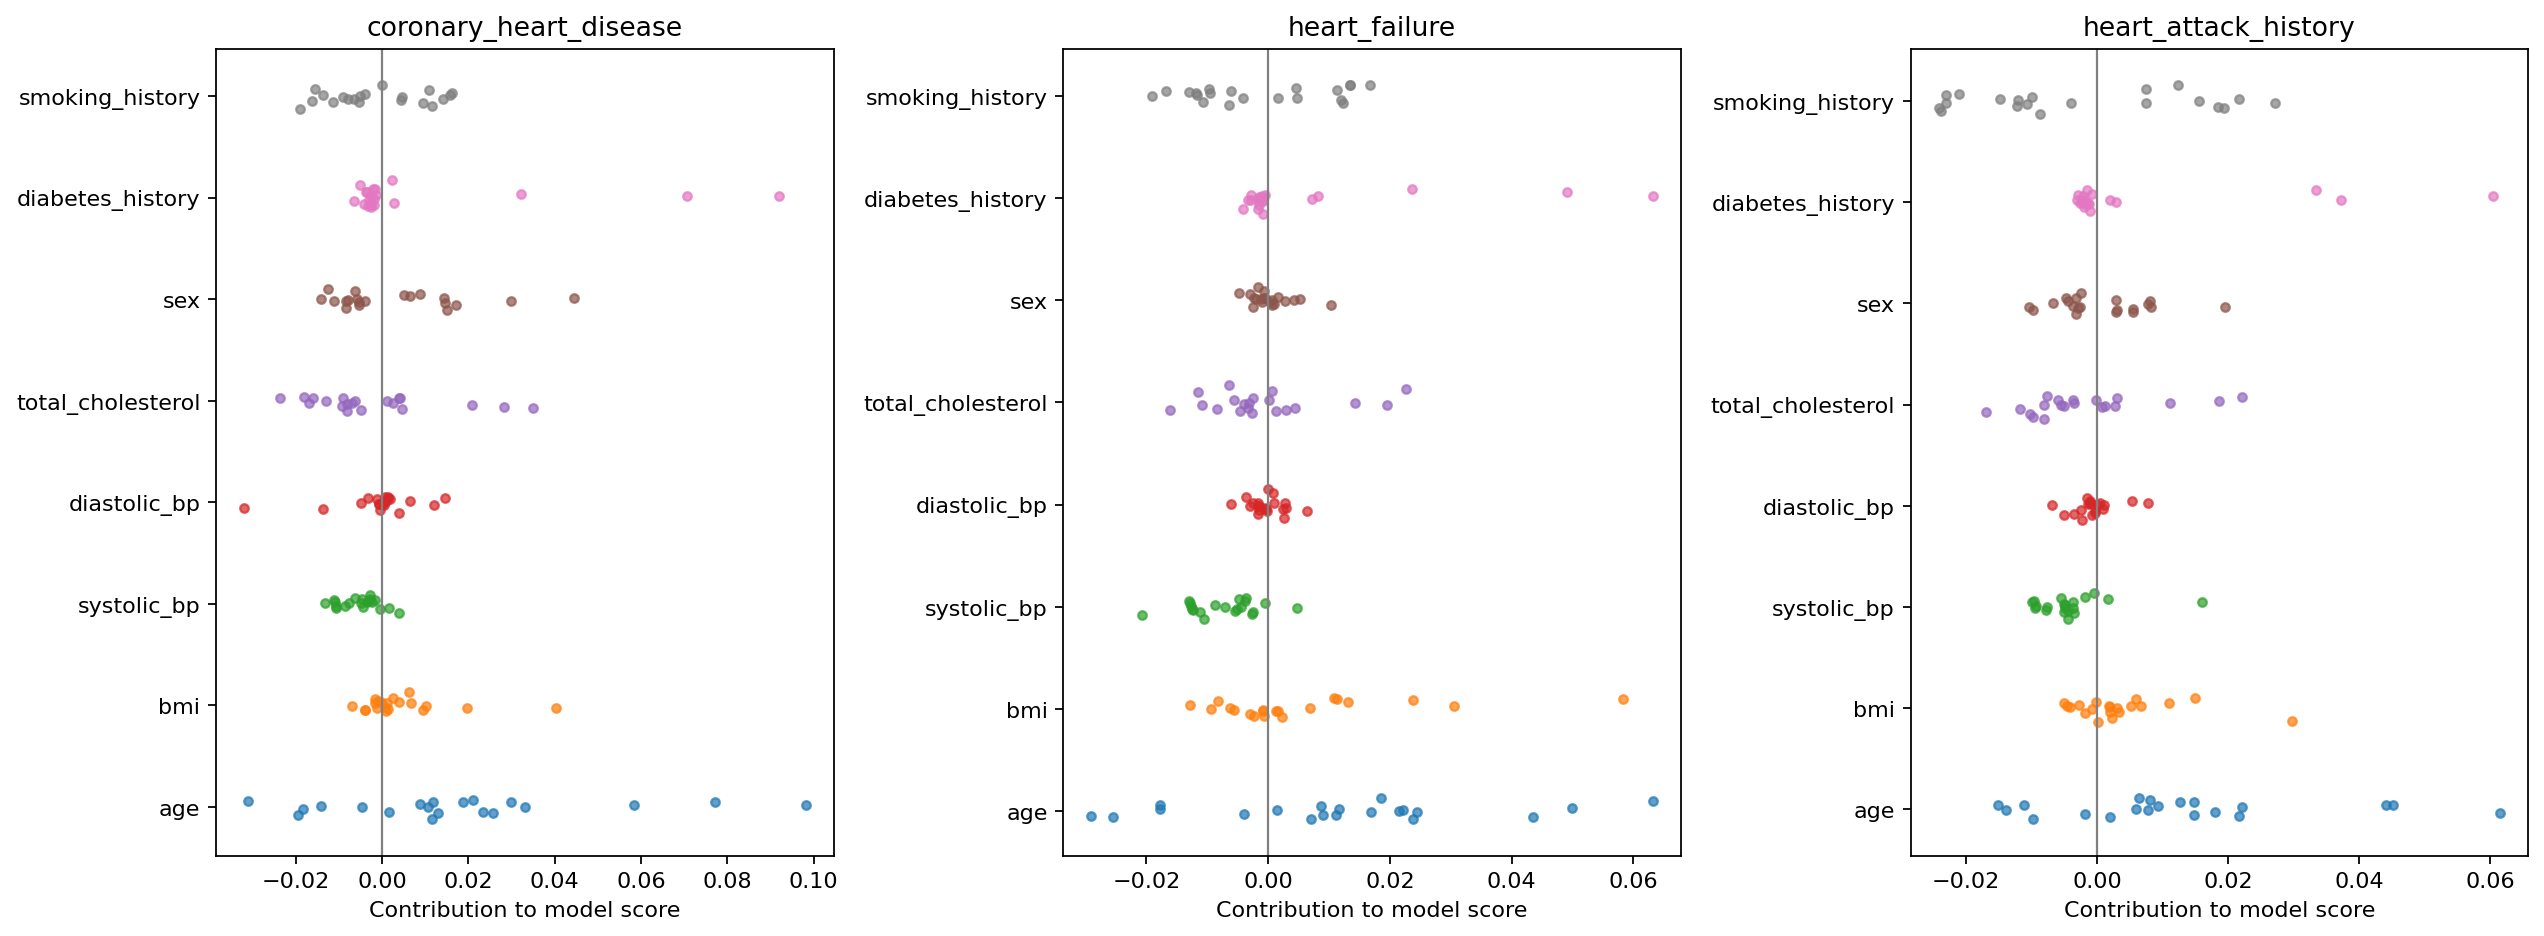 coronary_heart_disease
smoking_history
diabetes_history
sex
total_cholesterol
diastolic_bp
systolic_bp
bmi
age
−0.02 0.00 0.02 0.04 0.06 0.08 0.10
Contribution to model score
heart_failure
smoking_history
diabetes_history
sex
total_cholesterol
diastolic_bp
systolic_bp
bmi
age
−0.02 0.00 0.02 0.04 0.06
Contribution to model score
heart_attack_history
smoking_history
diabetes_history
sex
total_cholesterol
diastolic_bp
systolic_bp
bmi
age
−0.02 0.00 0.02 0.04 0.06
Contribution to model score